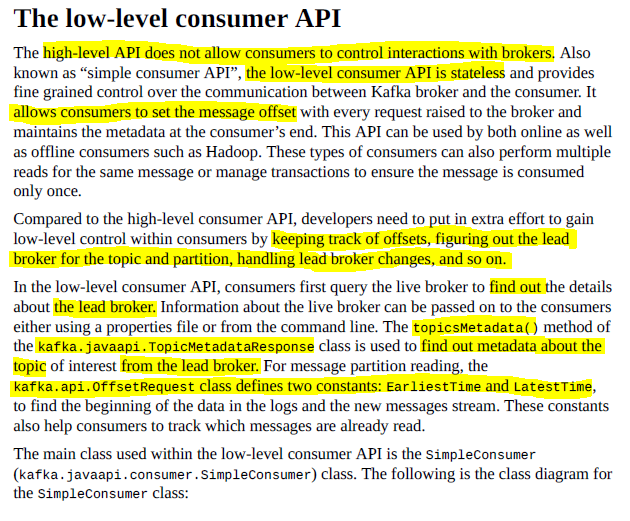 The low-level consumer API
The high-level API does not allow consumers to control interactions with brokers. Also
known as “simple consumer API”, the low-level consumer API is stateless and provides
fine grained control over the communication between Kafka broker and the consumer. It
allows consumers to set the message offset with every request raised to the broker and
maintains the metadata at the consumer’s end. This API can be used by both online as well
as offline consumers such as Hadoop. These types of consumers can also perform multiple
reads for the same message or manage transactions to ensure the message is consumed
only once.
Compared to the high-level consumer API, developers need to put in extra effort to gain
low-level control within consumers by keeping track of offsets, figuring out the lead
broker for the topic and partition, handling lead broker changes, and so on.
In the low-level consumer API, consumers first query the live broker to find out the details
about the lead broker. Information about the live broker can be passed on to the consumers
either using a properties file or from the command line. The topicsMetadata() method of
the kafka.javaapi.TopicMetadataResponse class is used to find out metadata about the
topic of interest from the lead broker. For message partition reading, the
kafka.api.OffsetRequest class defines two constants: EarliestTime and LatestTime,
to find the beginning of the data in the logs and the new messages stream. These constants
also help consumers to track which messages are already read.
The main class used within the low-level consumer API is the SimpleConsumer
(kafka.javaapi.consumer.SimpleConsumer) class. The following is the class diagram for
the SimpleConsumer class: